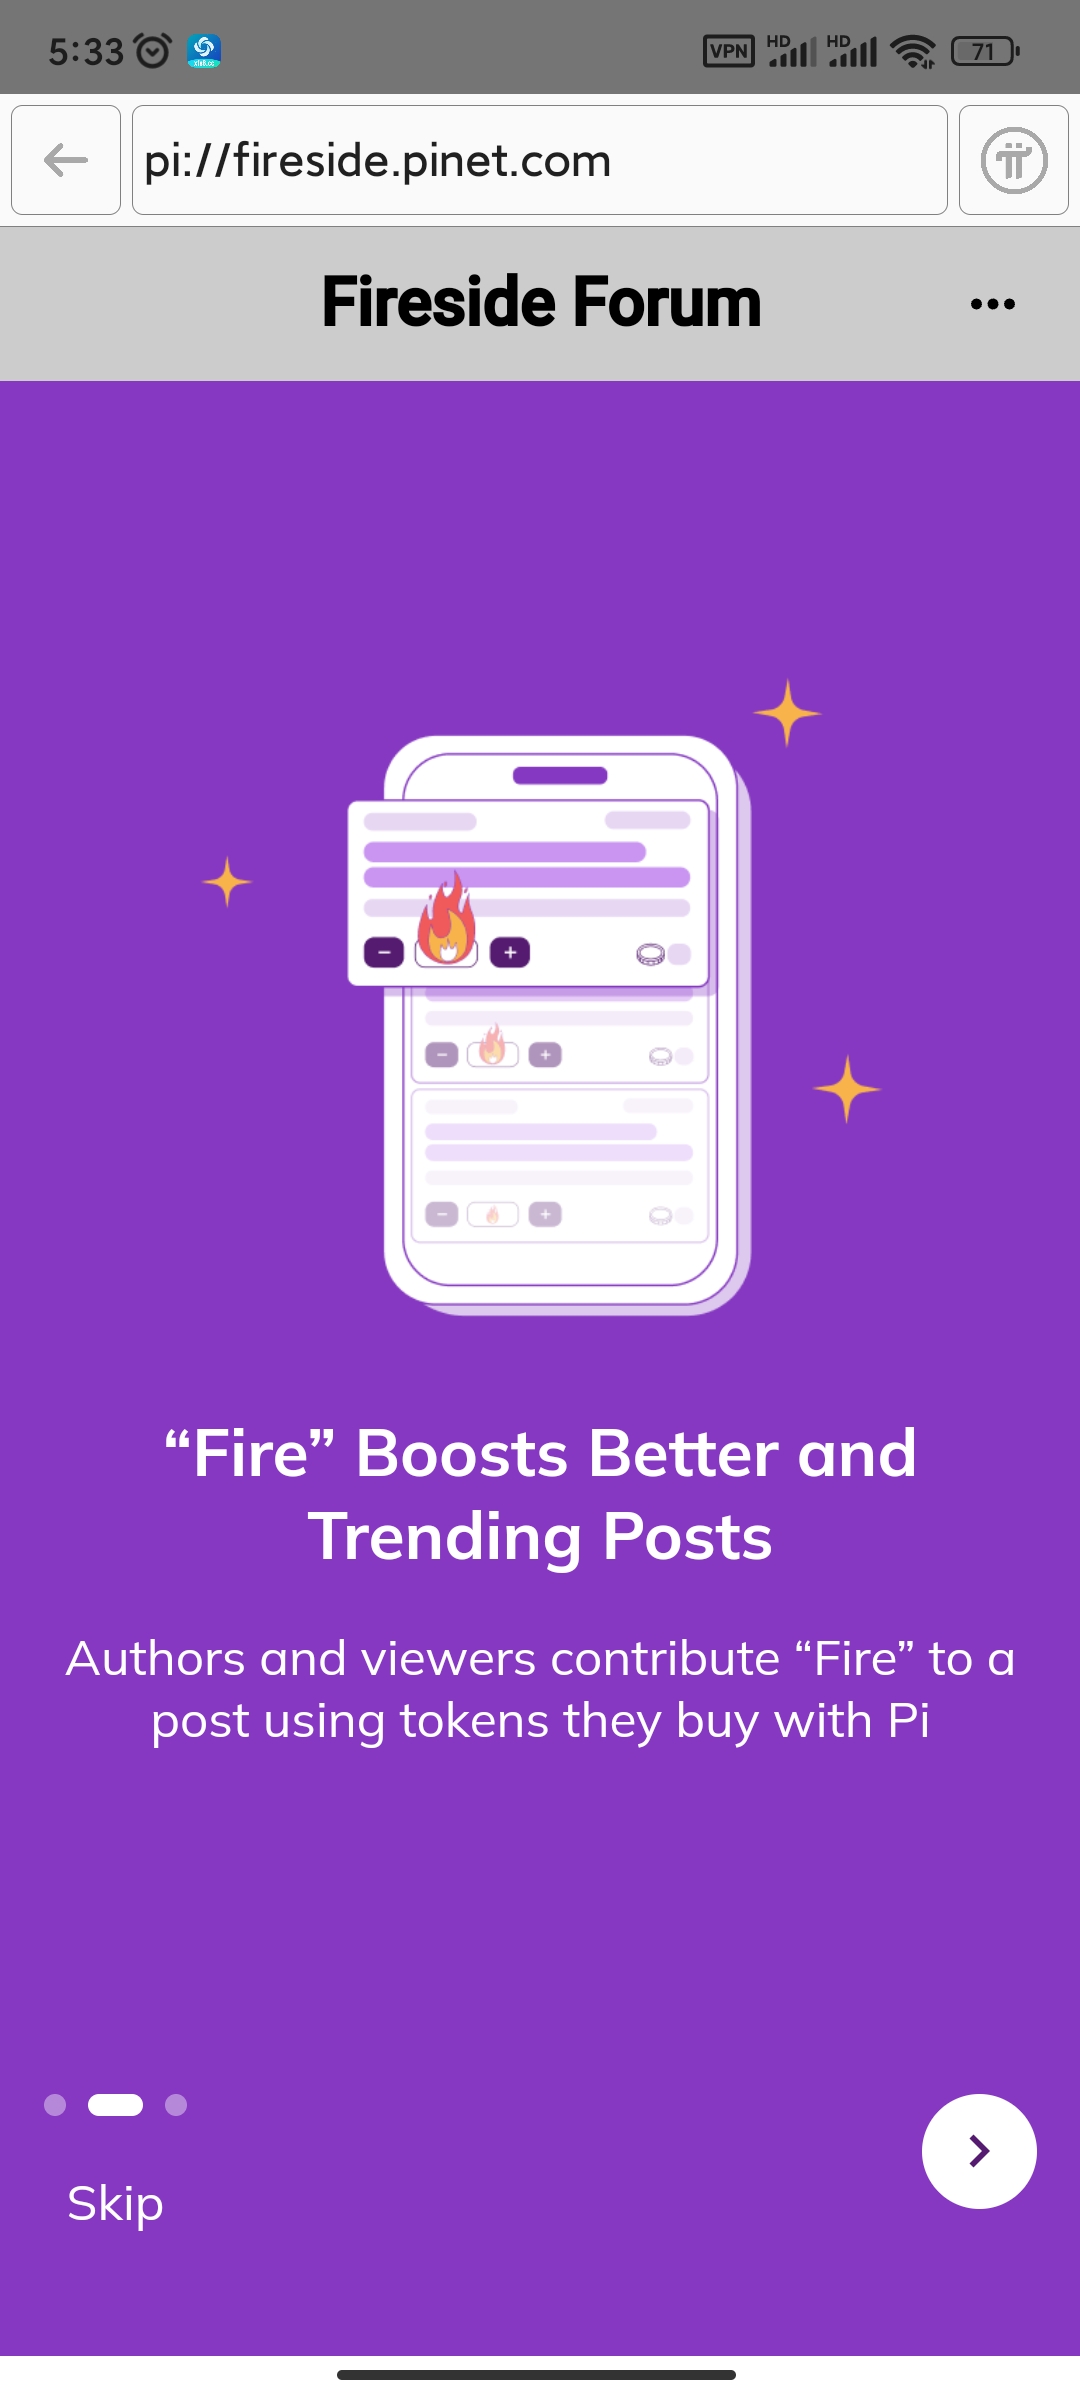 5:33
VPN HD HD 71
pi://fireside.pinet.com
Fireside Forum
“Fire” Boosts Better and
Trending Posts
Authors and viewers contribute “Fire” to a
post using tokens they buy with Pi
Skip